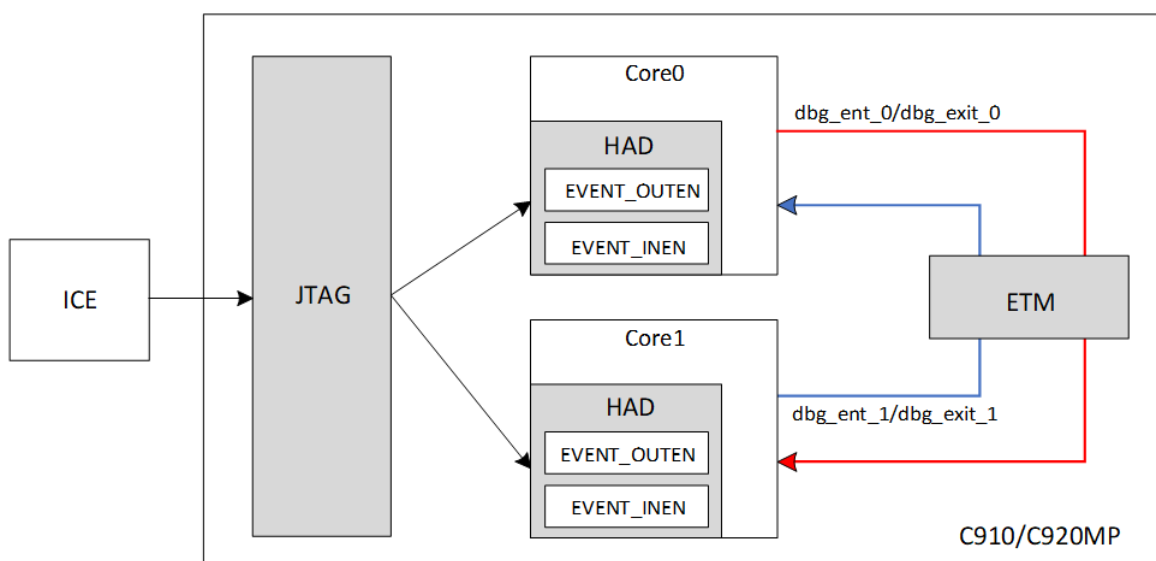 ICE
JTAG
Core0
HAD
EVENT_OUTEN
EVENT_INEN
Core1
HAD
EVENT_OUTEN
EVENT_INEN
dbg_ent_0/dbg_exit_0
ETM
dbg_ent_1/dbg_exit_1
C910/C920MP